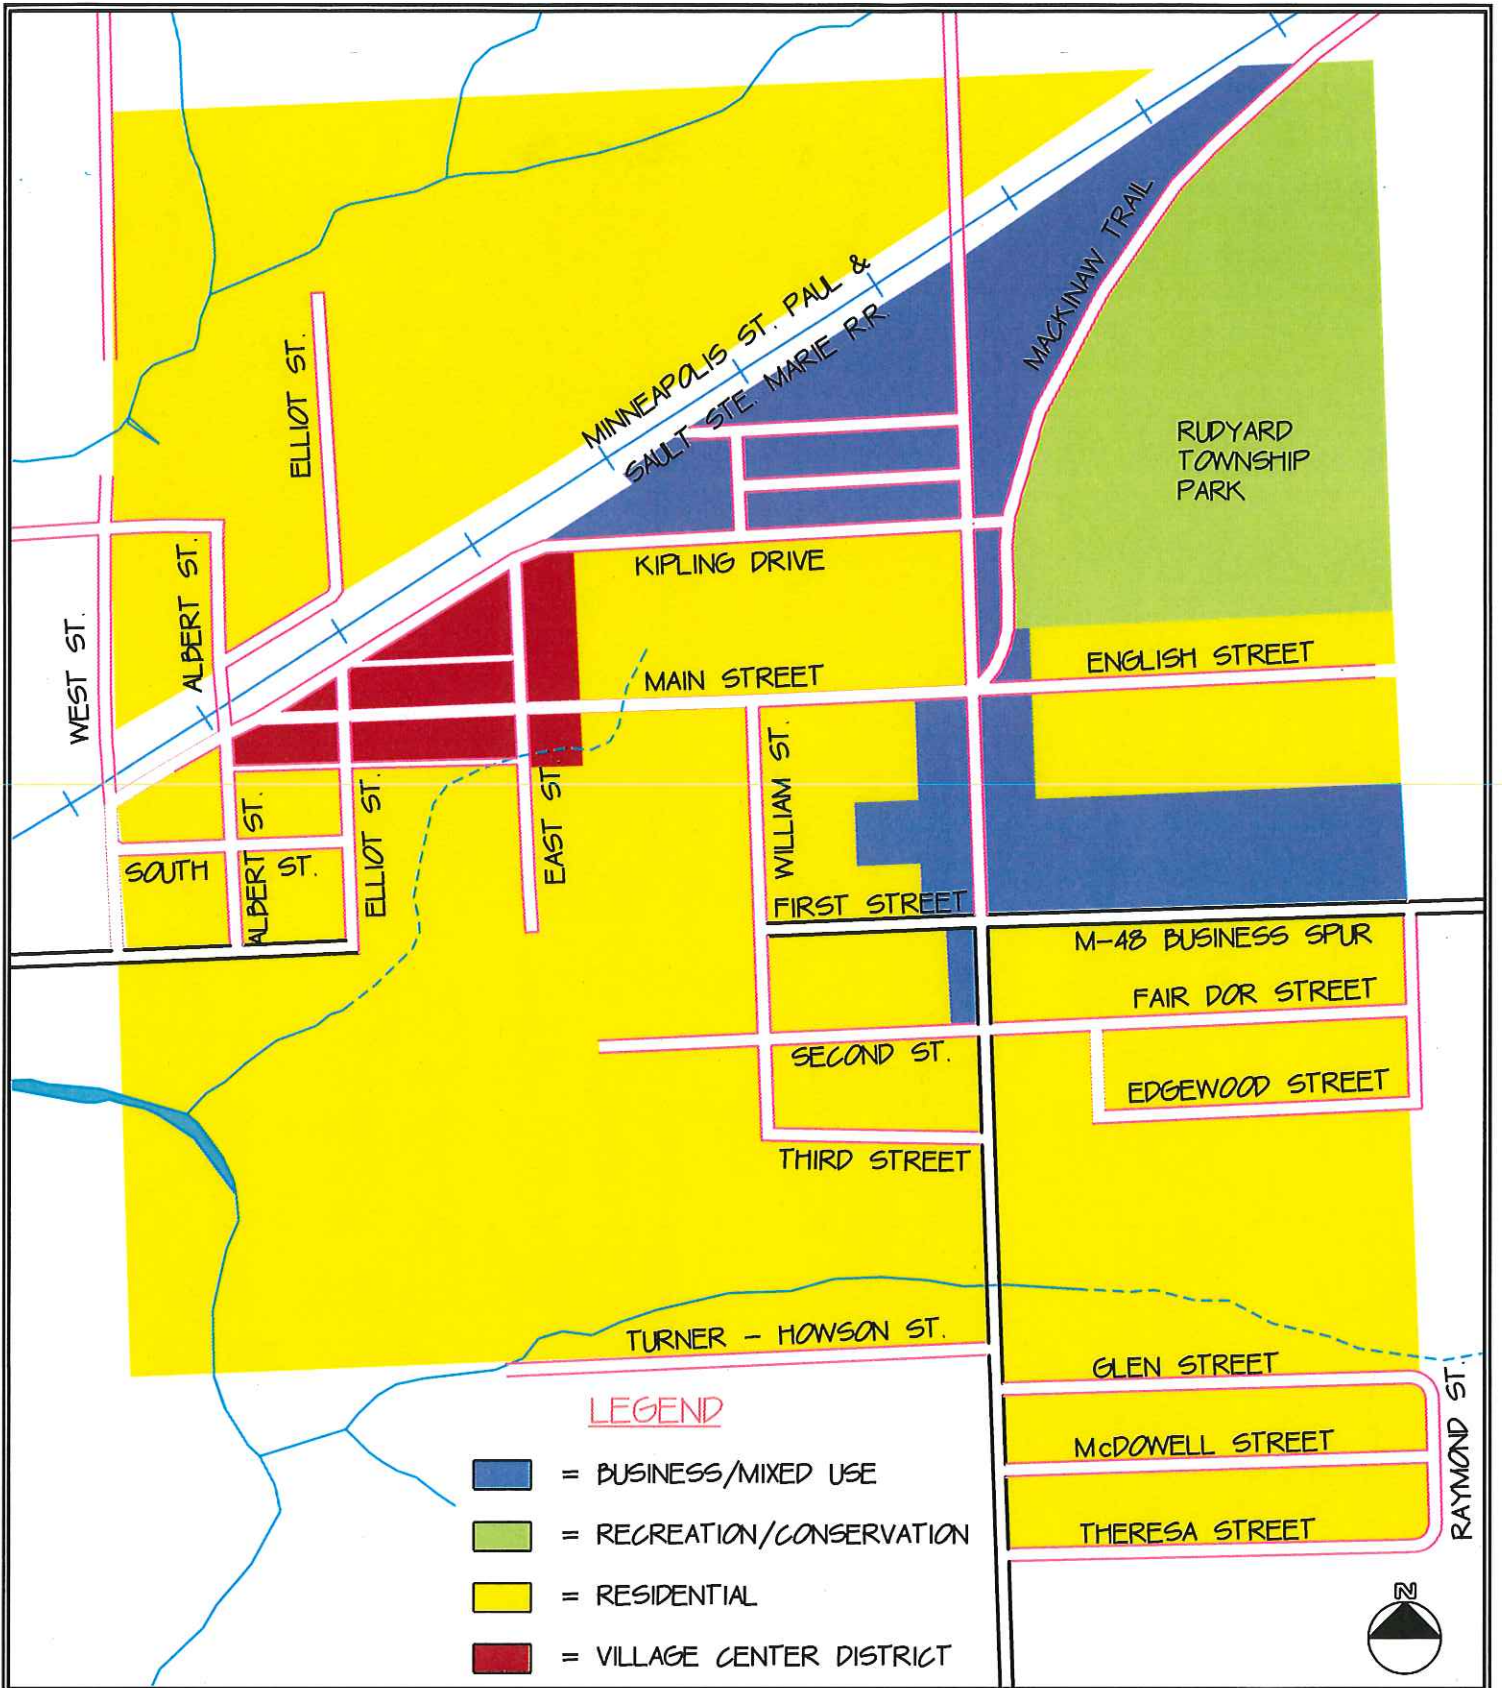 MINNEAPOLIS ST. PAUL &
SAULT STE. MARIE R.R.
MACKINAW TRAIL
ELLIOT ST.
RUDYARD
TOWNSHIP
PARK
ALBERT ST.
WEST ST.
KIPLING DRIVE
MAIN STREET
ENGLISH STREET
WILLIAM ST.
EAST ST.
ELLIOT ST.
ALBERT ST.
SOUTH ST.
FIRST STREET
M-48 BUSINESS SPUR
FAIR DOR STREET
SECOND ST.
EDGEWOOD STREET
THIRD STREET
TURNER - HOWSON ST.
GLEN STREET
McDOWELL STREET
THERESA STREET
RAYMOND ST.
LEGEND
= BUSINESS/MIXED USE
= RECREATION/CONSERVATION
= RESIDENTIAL
= VILLAGE CENTER DISTRICT
N